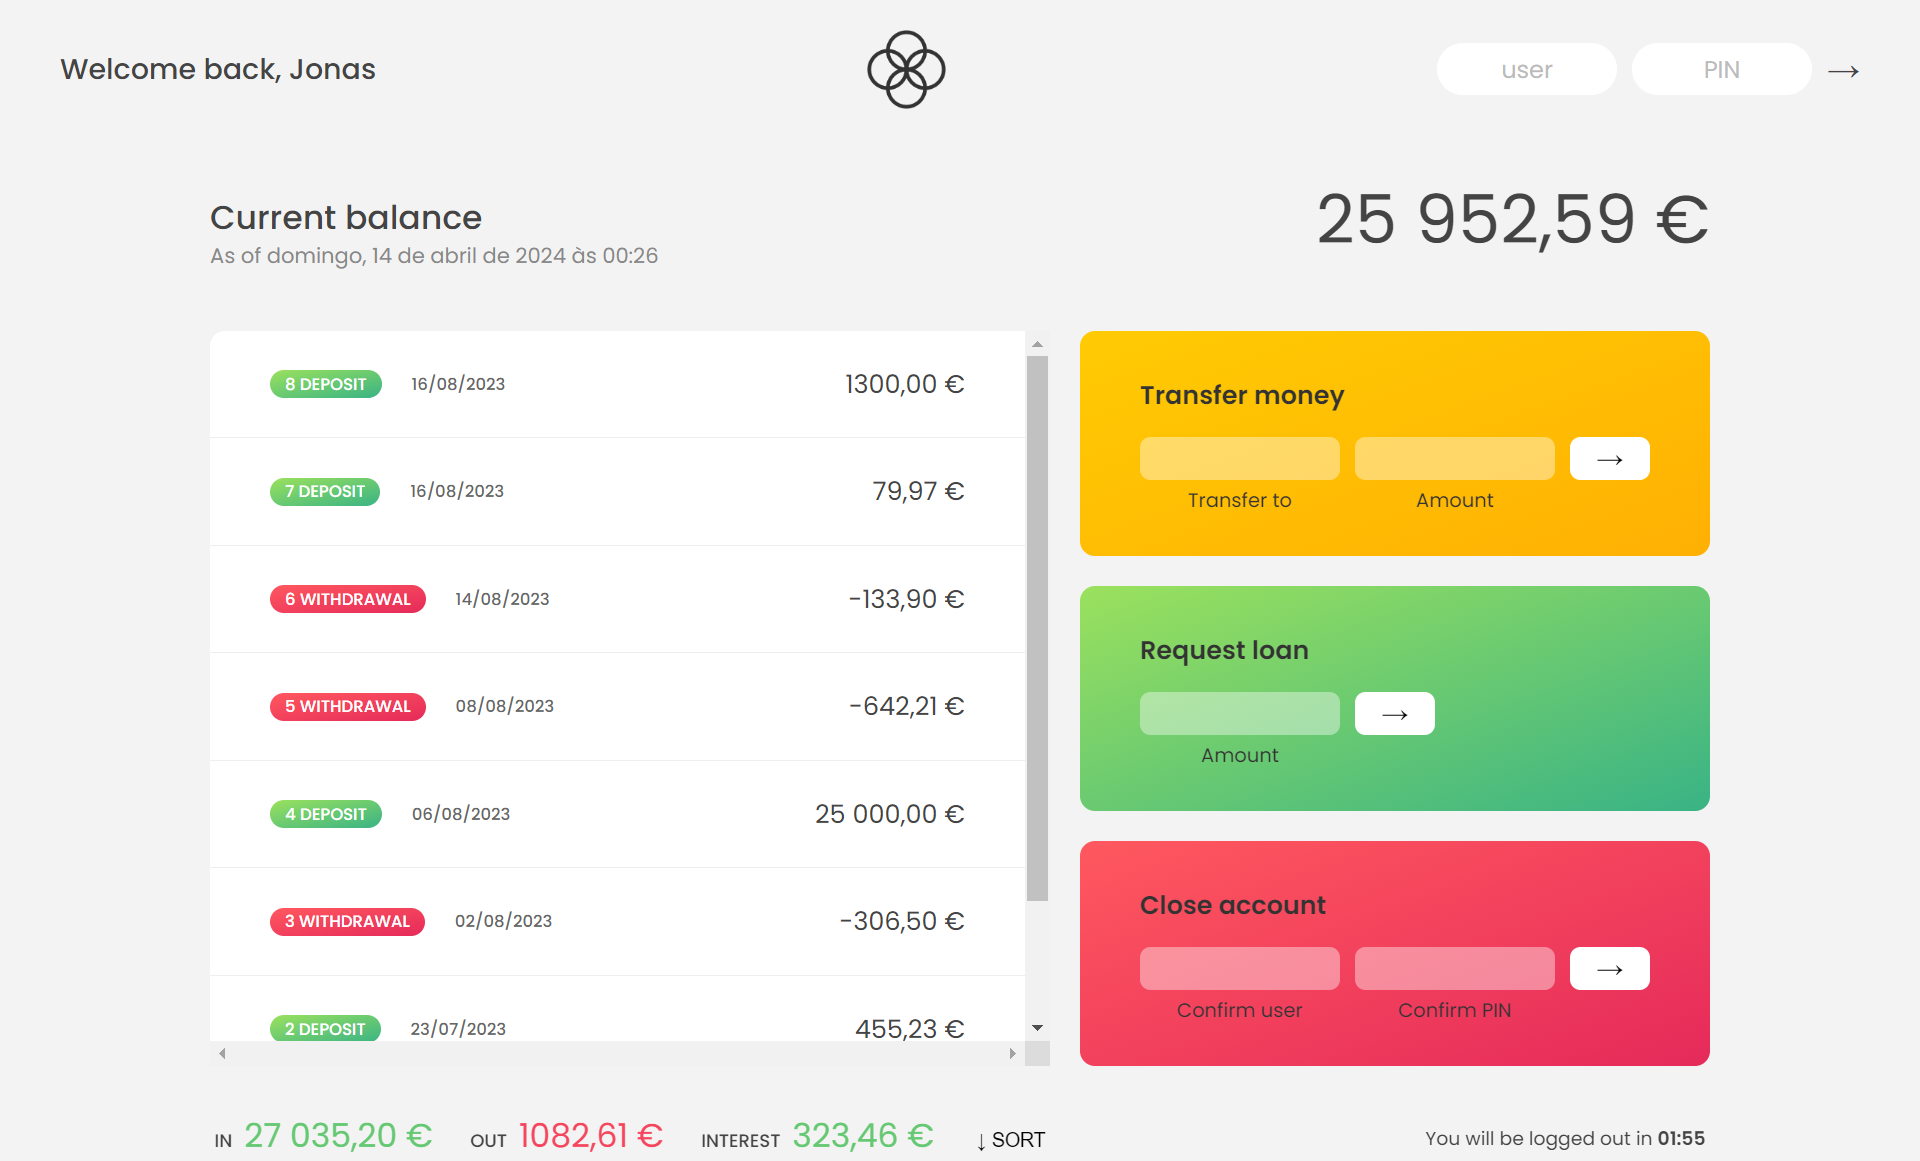 Welcome back, Jonas
user
PIN
→
Current balance
As of domingo, 14 de abril de 2024 às 00:26
25 952,59 €
8 DEPOSIT 16/08/2023 1300,00 €
7 DEPOSIT 16/08/2023 79,97 €
6 WITHDRAWAL 14/08/2023 -133,90 €
5 WITHDRAWAL 08/08/2023 -642,21 €
4 DEPOSIT 06/08/2023 25 000,00 €
3 WITHDRAWAL 02/08/2023 -306,50 €
2 DEPOSIT 23/07/2023 455,23 €
Transfer money
→
Transfer to Amount
Request loan
→
Amount
Close account
→
Confirm user Confirm PIN
IN 27 035,20 € OUT 1082,61 € INTEREST 323,46 € ↓ SORT
You will be logged out in 01:55